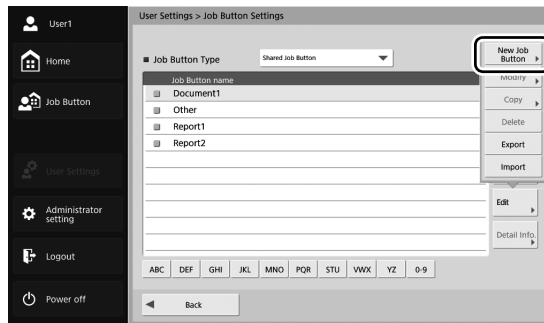 User Settings > Job Button Settings
User1
Home
Job Button
User Settings
Administrator
setting
Logout
Power off
Job Button Type
Shared Job Button
Job Button name
Document1
Other
Report1
Report2
New Job
Button
Modify
Copy
Delete
Export
Import
Edit
Detail Info.
ABC DEF GHI JKL MNO PQR STU VWX YZ 0-9
Back